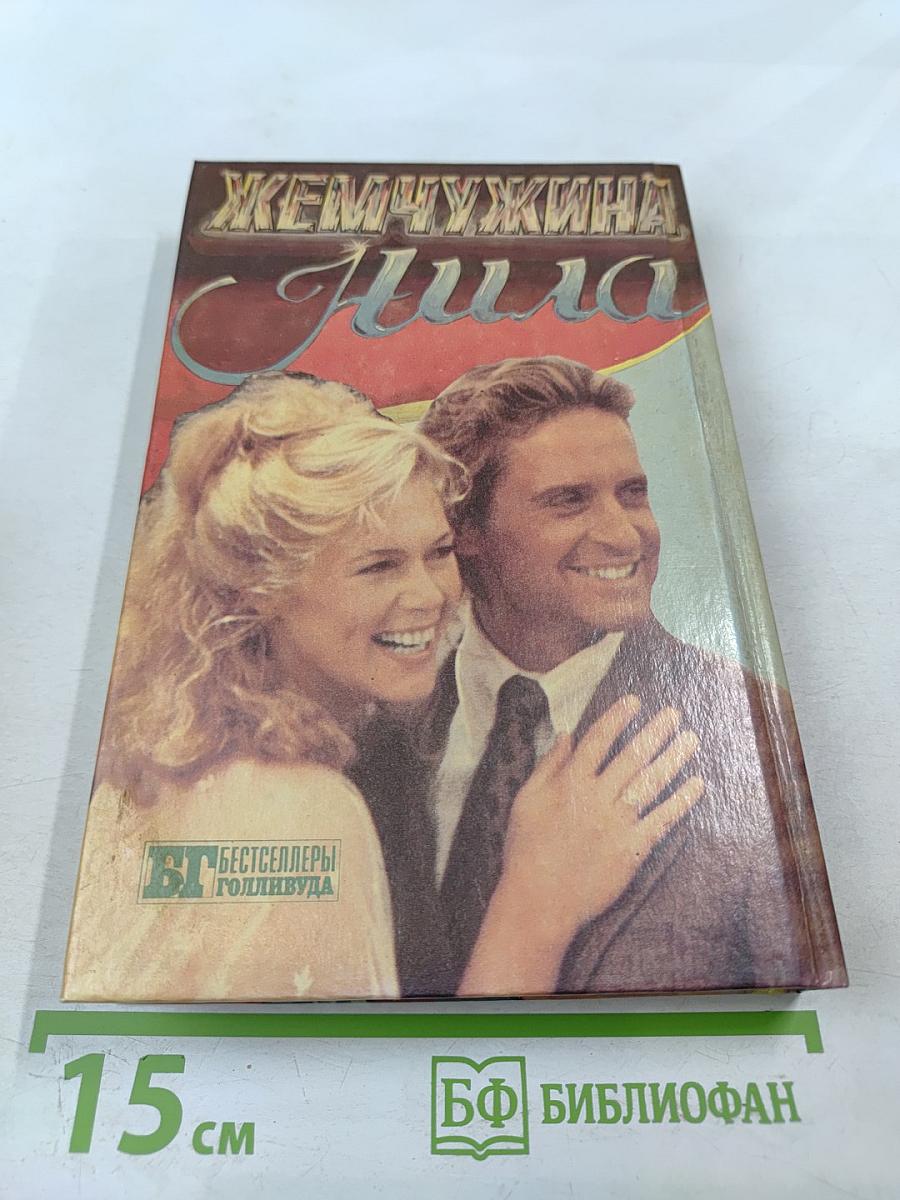 ЖЕМЧУЖИНА
Нила
БГ БЕСТСЕЛЛЕРЫ
ГОЛЛИВУДА
15 см
БФ БИБЛИОФАН